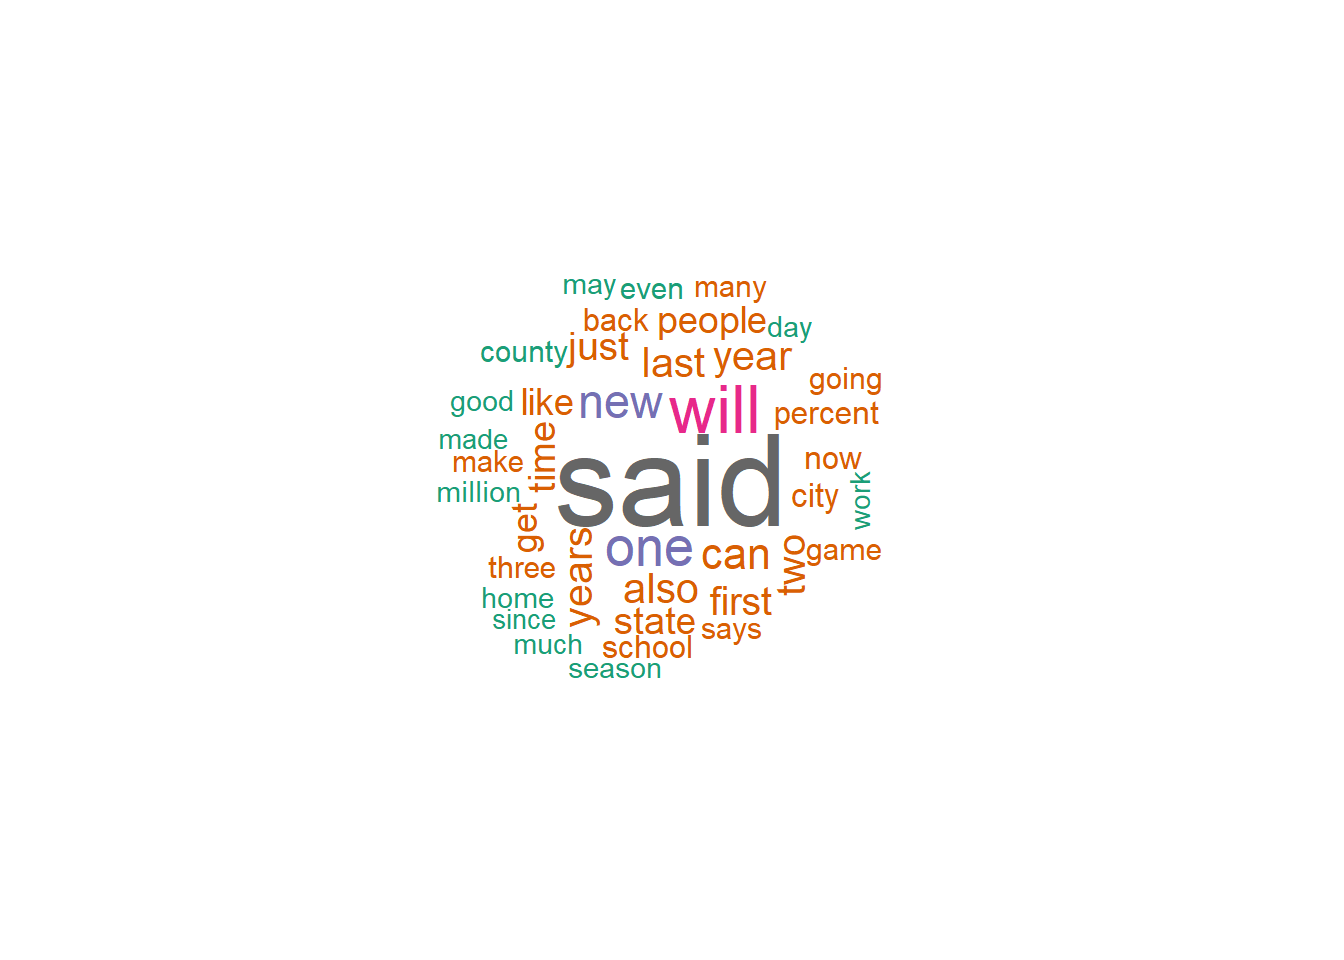 may even many
back people day
county just last year
going
good like new will percent
made
make time said now
million city work
get
years one can two game
three
home also first
since state says
much school
season